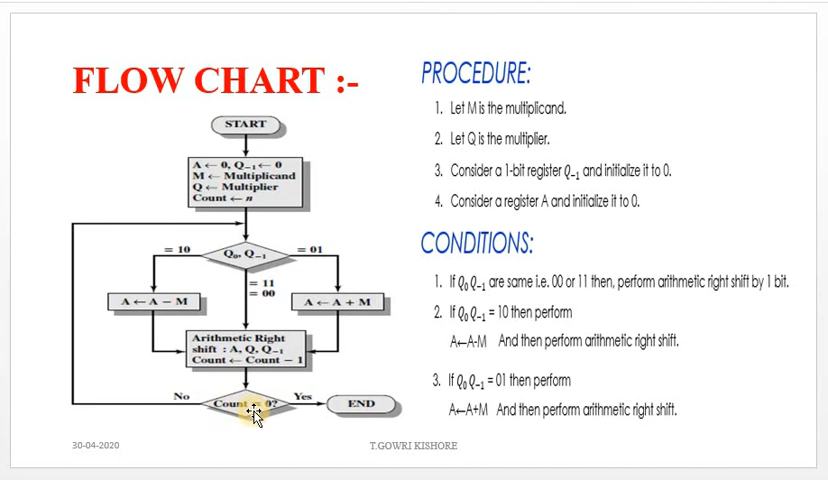 FLOW CHART :-
START
A ← 0, Q₋₁ ← 0
M ← Multiplicand
Q ← Multiplier
Count ← n
= 10
Q₀, Q₋₁
= 01
= 11
= 00
A ← A − M
A ← A + M
Arithmetic Right
shift : A, Q, Q₋₁
Count ← Count − 1
No
Count = 0?
Yes
END
PROCEDURE:
1. Let M is the multiplicand.
2. Let Q is the multiplier.
3. Consider a 1-bit register Q₋₁ and initialize it to 0.
4. Consider a register A and initialize it to 0.
CONDITIONS:
1. If Q₀ Q₋₁ are same i.e. 00 or 11 then, perform arithmetic right shift by 1 bit.
2. If Q₀ Q₋₁ = 10 then perform
A←A-M And then perform arithmetic right shift.
3. If Q₀ Q₋₁ = 01 then perform
A←A+M And then perform arithmetic right shift.
30-04-2020
T.GOWRI KISHORE